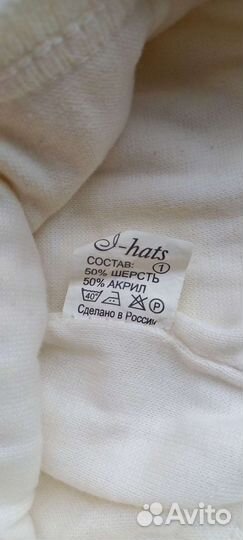 I-hats
СОСТАВ: 1
50% ШЕРСТЬ
50% АКРИЛ
40° P
Сделано в России
Avito